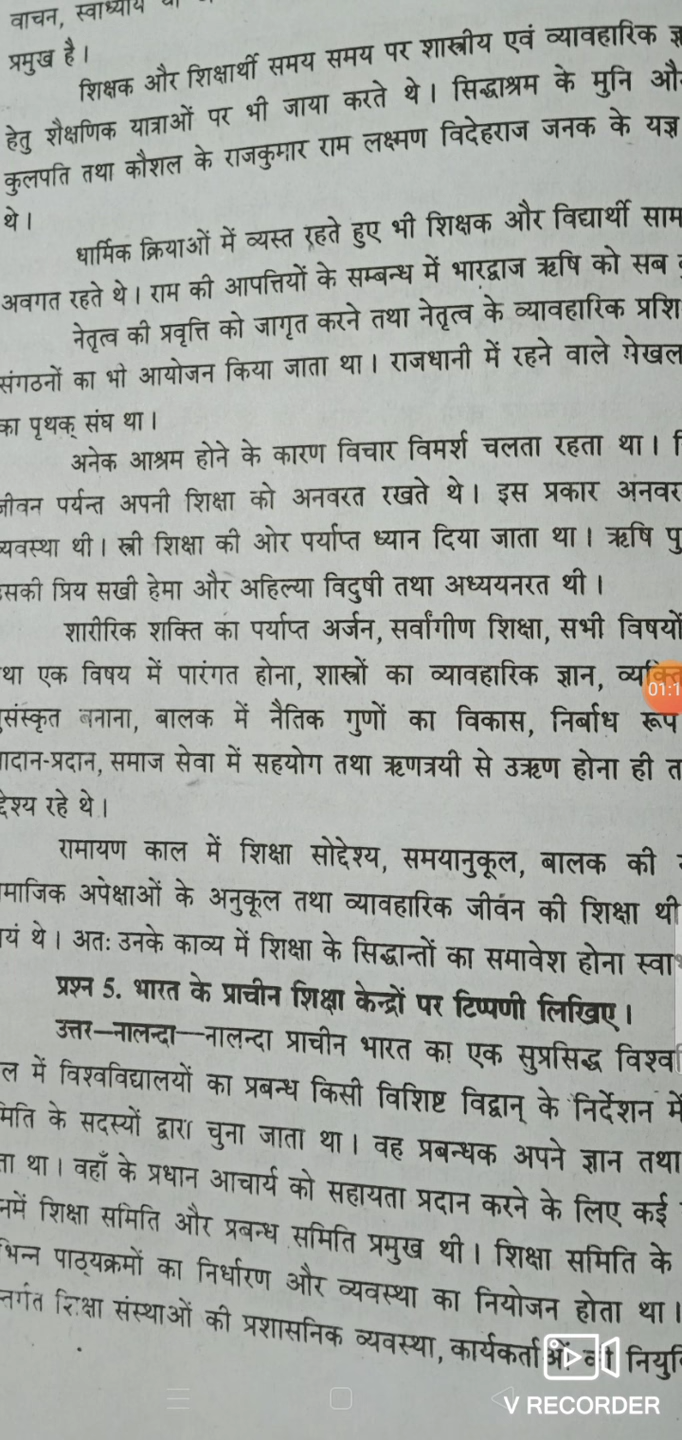 वाचन, स्वाध्याय
प्रमुख है।
शिक्षक और शिक्षार्थी समय समय पर शास्त्रीय एवं व्यावहारिक
हेतु शैक्षणिक यात्राओं पर भी जाया करते थे। सिद्धाश्रम के मुनि
कुलपति तथा कौशल के राजकुमार राम लक्ष्मण विदेहराज जनक के यज्ञ
थे।
धार्मिक क्रियाओं में व्यस्त रहते हुए भी शिक्षक और विद्यार्थी साम
अवगत रहते थे। राम की आपत्तियों के सम्बन्ध में भारद्वाज ऋषि को सब
नेतृत्व की प्रवृत्ति को जागृत करने तथा नेतृत्व के व्यावहारिक प्रशि
संगठनों का भी आयोजन किया जाता था। राजधानी में रहने वाले मेखल
का पृथक् संघ था।
अनेक आश्रम होने के कारण विचार विमर्श चलता रहता था।
जीवन पर्यन्त अपनी शिक्षा को अनवरत रखते थे। इस प्रकार अनवर
यवस्था थी। स्त्री शिक्षा की ओर पर्याप्त ध्यान दिया जाता था। ऋषि पु
सकी प्रिय सखी हेमा और अहिल्या विदुषी तथा अध्ययनरत थी।
शारीरिक शक्ति का पर्याप्त अर्जन, सर्वांगीण शिक्षा, सभी विषयों
था एक विषय में पारंगत होना, शास्त्रों का व्यावहारिक ज्ञान, व्यक्ति
01:1
संस्कृत बनाना, बालक में नैतिक गुणों का विकास, निर्बाध रूप
ादान-प्रदान, समाज सेवा में सहयोग तथा ऋणत्रयी से उऋण होना ही त
द्देश्य रहे थे।
रामायण काल में शिक्षा सोद्देश्य, समयानुकूल, बालक की
माजिक अपेक्षाओं के अनुकूल तथा व्यावहारिक जीवन की शिक्षा थी
यं थे। अतः उनके काव्य में शिक्षा के सिद्धान्तों का समावेश होना स्वा
प्रश्न 5. भारत के प्राचीन शिक्षा केन्द्रों पर टिप्पणी लिखिए।
उत्तर—नालन्दा—नालन्दा प्राचीन भारत का एक सुप्रसिद्ध विश्व
ल में विश्वविद्यालयों का प्रबन्ध किसी विशिष्ट विद्वान् के निर्देशन में
मिति के सदस्यों द्वारा चुना जाता था। वह प्रबन्धक अपने ज्ञान तथा
ता था। वहाँ के प्रधान आचार्य को सहायता प्रदान करने के लिए कई
नमें शिक्षा समिति और प्रबन्ध समिति प्रमुख थी। शिक्षा समिति के
भिन्न पाठ्यक्रमों का निर्धारण और व्यवस्था का नियोजन होता था।
न्तर्गत शिक्षा संस्थाओं की प्रशासनिक व्यवस्था, कार्यकर्ताओं की नियुक्ति
V RECORDER